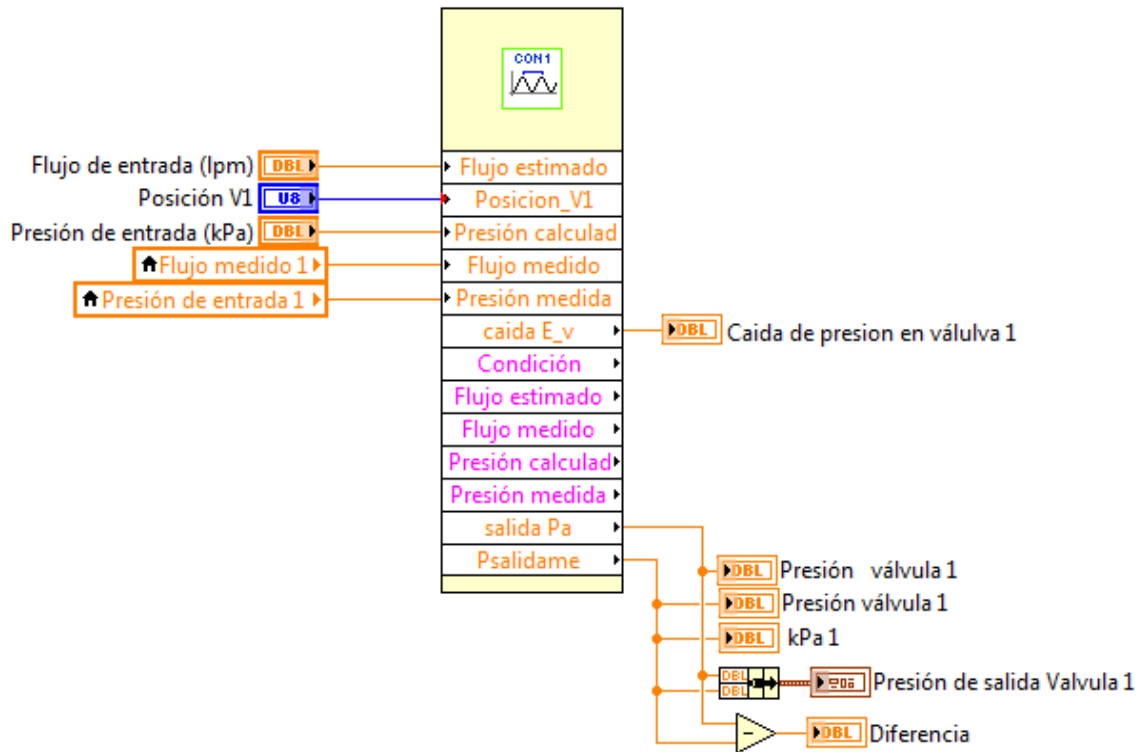 CON1
Flujo de entrada (lpm) DBL Flujo estimado
Posición V1 U8 Posicion_V1
Presión de entrada (kPa) DBL Presión calculad
Flujo medido 1 Flujo medido
Presión de entrada 1 Presión medida
caida E_v DBL Caida de presion en válulva 1
Condición
Flujo estimado
Flujo medido
Presión calculad
Presión medida
salida Pa
Psalidame
DBL Presión válvula 1
DBL Presión válvula 1
DBL kPa 1
DBL
DBL Presión de salida Valvula 1
DBL Diferencia